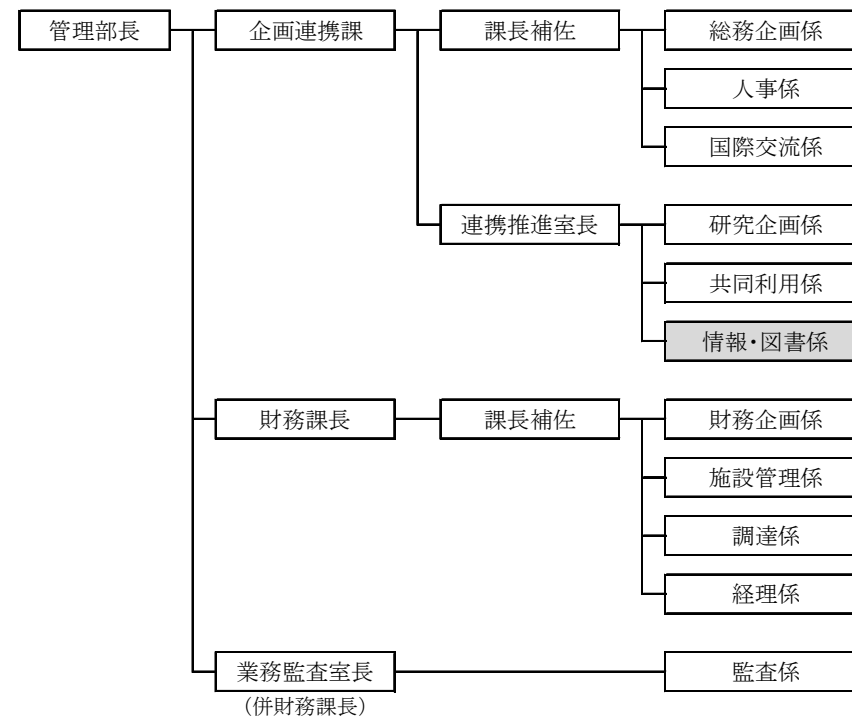 管理部長
企画連携課
課長補佐
総務企画係
人事係
国際交流係
連携推進室長
研究企画係
共同利用係
情報・図書係
財務課長
課長補佐
財務企画係
施設管理係
調達係
経理係
業務監査室長
（併財務課長）
監査係